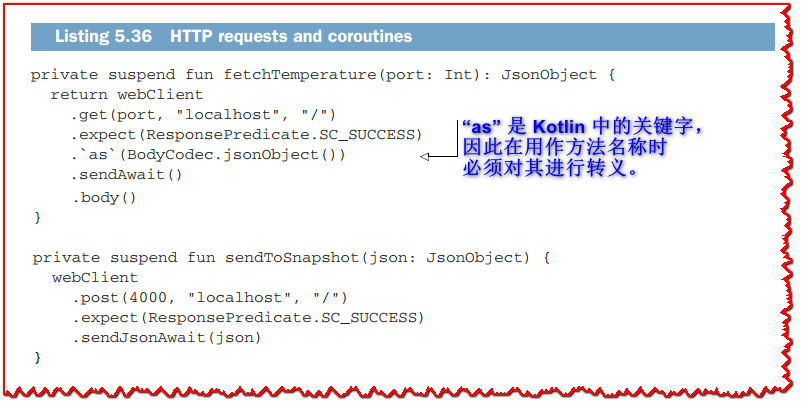 Listing 5.36 HTTP requests and coroutines
private suspend fun fetchTemperature(port: Int): JsonObject {
return webClient
.get(port, "localhost", "/")
.expect(ResponsePredicate.SC_SUCCESS)
.`as`(BodyCodec.jsonObject())
.sendAwait()
.body()
}
“as” 是 Kotlin 中的关键字，
因此在用作方法名称时
必须对其进行转义。
private suspend fun sendToSnapshot(json: JsonObject) {
webClient
.post(4000, "localhost", "/")
.expect(ResponsePredicate.SC_SUCCESS)
.sendJsonAwait(json)
}